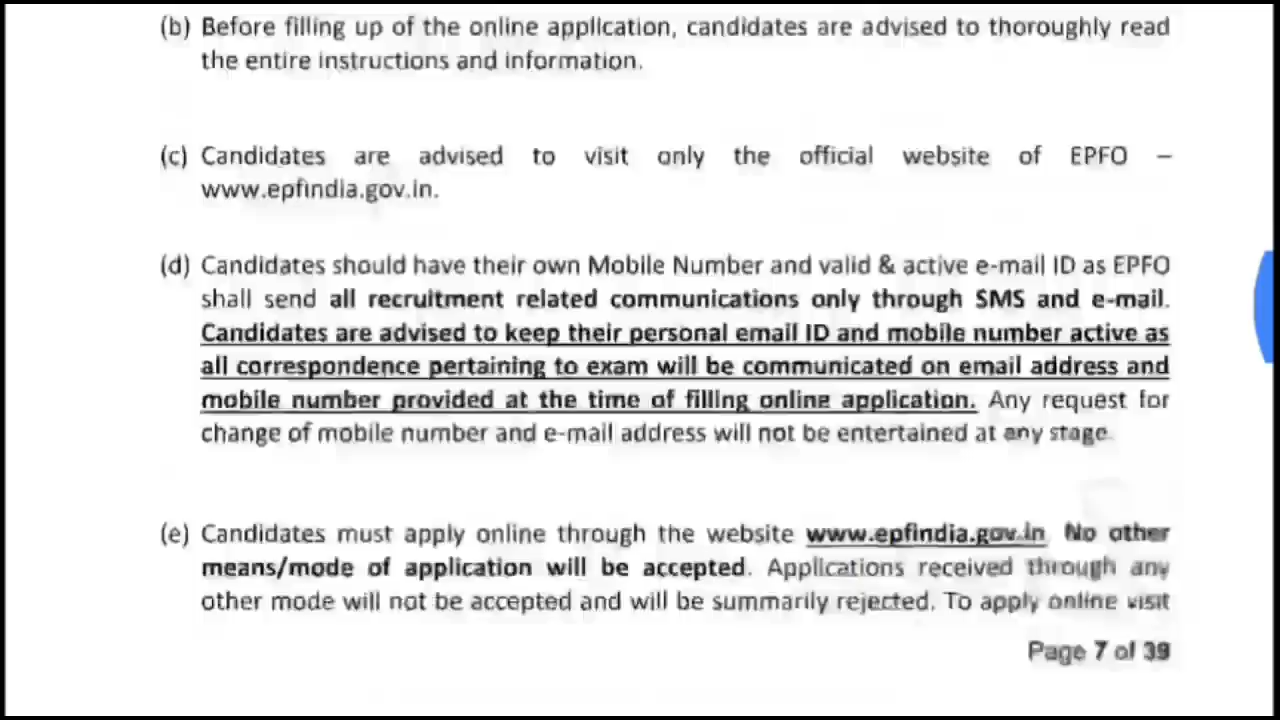 (b) Before filling up of the online application, candidates are advised to thoroughly read
the entire instructions and information.
(c) Candidates are advised to visit only the official website of EPFO –
www.epfindia.gov.in.
(d) Candidates should have their own Mobile Number and valid & active e-mail ID as EPFO
shall send all recruitment related communications only through SMS and e-mail.
Candidates are advised to keep their personal email ID and mobile number active as
all correspondence pertaining to exam will be communicated on email address and
mobile number provided at the time of filling online application. Any request for
change of mobile number and e-mail address will not be entertained at any stage.
(e) Candidates must apply online through the website www.epfindia.gov.in. No other
means/mode of application will be accepted. Applications received through any
other mode will not be accepted and will be summarily rejected. To apply online visit
Page 7 of 39